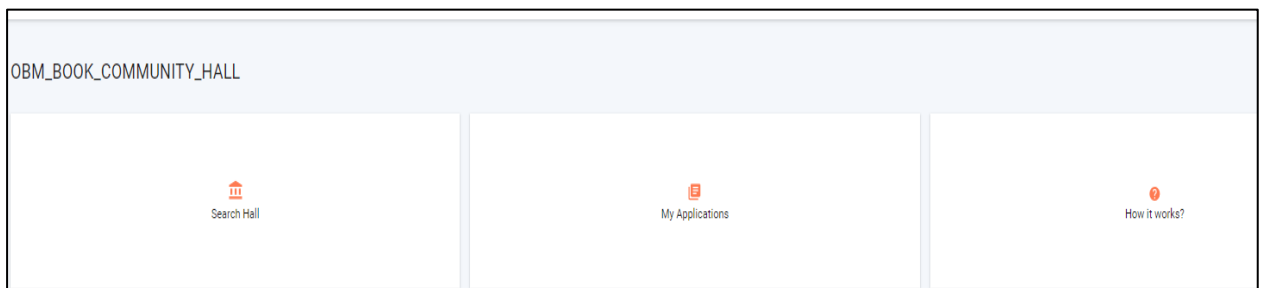 OBM_BOOK_COMMUNITY_HALL
Search Hall
My Applications
How it works?